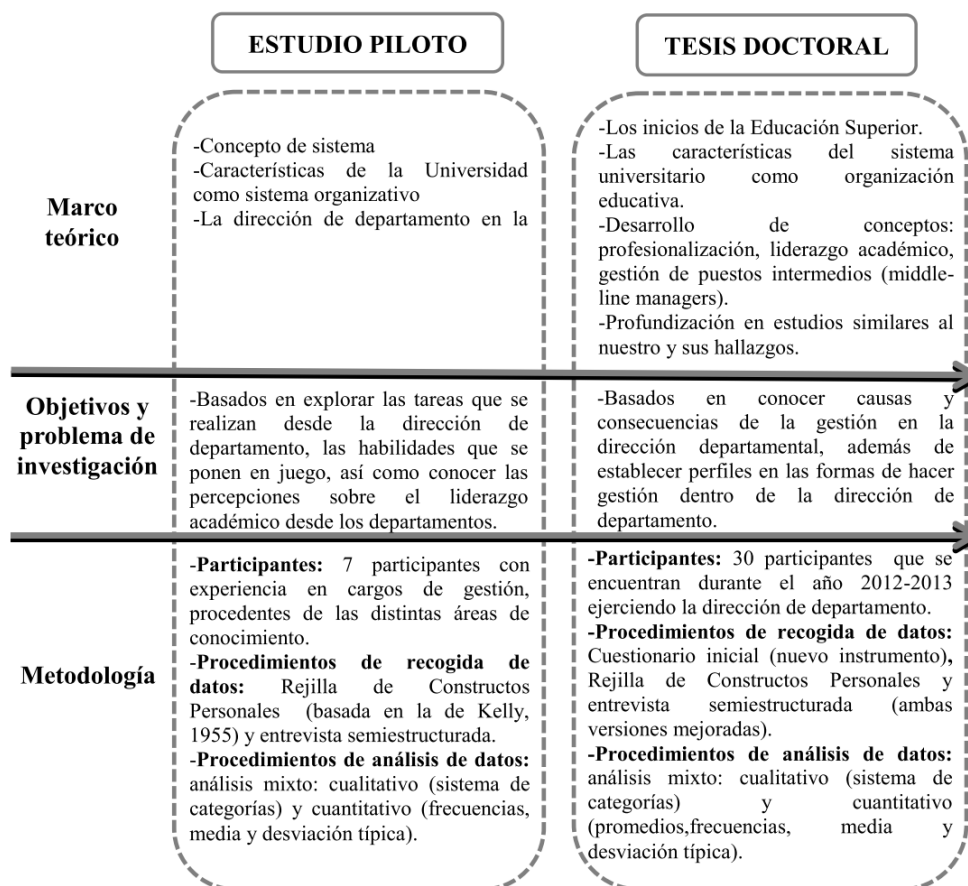 ESTUDIO PILOTO
TESIS DOCTORAL
Marco
teórico
-Concepto de sistema
-Características de la Universidad
como sistema organizativo
-La dirección de departamento en la
-Los inicios de la Educación Superior.
-Las características del sistema
universitario como organización
educativa.
-Desarrollo de conceptos:
profesionalización, liderazgo académico,
gestión de puestos intermedios (middle-
line managers).
-Profundización en estudios similares al
nuestro y sus hallazgos.
Objetivos y
problema de
investigación
-Basados en explorar las tareas que se
realizan desde la dirección de
departamento, las habilidades que se
ponen en juego, así como conocer las
percepciones sobre el liderazgo
académico desde los departamentos.
-Basados en conocer causas y
consecuencias de la gestión en la
dirección departamental, además de
establecer perfiles en las formas de hacer
gestión dentro de la dirección de
departamento.
Metodología
-Participantes: 7 participantes con
experiencia en cargos de gestión,
procedentes de las distintas áreas de
conocimiento.
-Procedimientos de recogida de
datos: Rejilla de Constructos
Personales (basada en la de Kelly,
1955) y entrevista semiestructurada.
-Procedimientos de análisis de datos:
análisis mixto: cualitativo (sistema de
categorías) y cuantitativo (frecuencias,
media y desviación típica).
-Participantes: 30 participantes que se
encuentran durante el año 2012-2013
ejerciendo la dirección de departamento.
-Procedimientos de recogida de datos:
Cuestionario inicial (nuevo instrumento),
Rejilla de Constructos Personales y
entrevista semiestructurada (ambas
versiones mejoradas).
-Procedimientos de análisis de datos:
análisis mixto: cualitativo (sistema de
categorías) y cuantitativo
(promedios,frecuencias, media y
desviación típica).